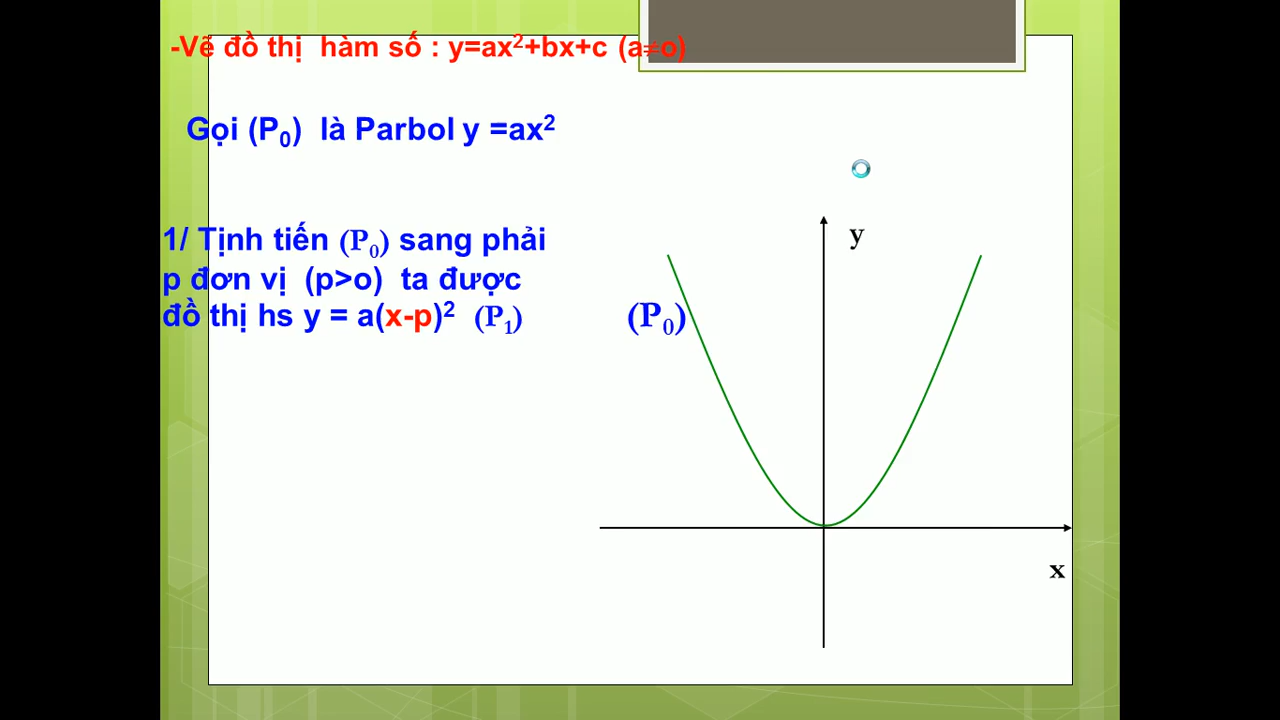 -Vẽ đồ thị hàm số : y=ax²+bx+c (a≠o)
Gọi (P₀) là Parbol y =ax²
1/ Tịnh tiến (P₀) sang phải
p đơn vị (p>o) ta được
đồ thị hs y = a(x-p)² (P₁)
y
(P₀)
x